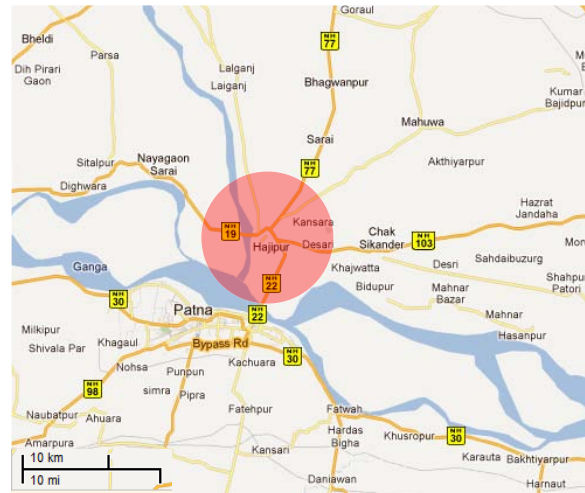 Goraul
NH 77
Bheldi
Parsa
Lalganj
Laiganj
Dih Pirari
Gaon
Bhagwanpur
Kumar
Bajidpur
Mahuwa
Sarai
Nayagaon
Sarai
Sitalpur
NH 77
Akthiyarpur
Dighwara
Hazrat
Jandaha
Kansara
NH 19
Chak
Sikander
NH 103
Hajipur
Desari
Mon
Ganga
Khajwatta
Desri
Sahdaibuzurg
NH 22
Bidupur
Shahpur
Patori
NH 30
Mahnar
Bazar
Patna
NH 22
Mahnar
Milkipur
Khagaul
Hasanpur
Shivala Par
Bypass Rd
Nohsa
Punpun
Kachuara
NH 30
NH 98
simra
Pipra
Naubatpur
Ahuara
Fatehpur
Fatwah
Hardas
Bigha
Khusropur
NH 30
Amarpura
Kansari
Karauta
Bakhtiyarpur
10 km
10 mi
Daniawan
Harnaut